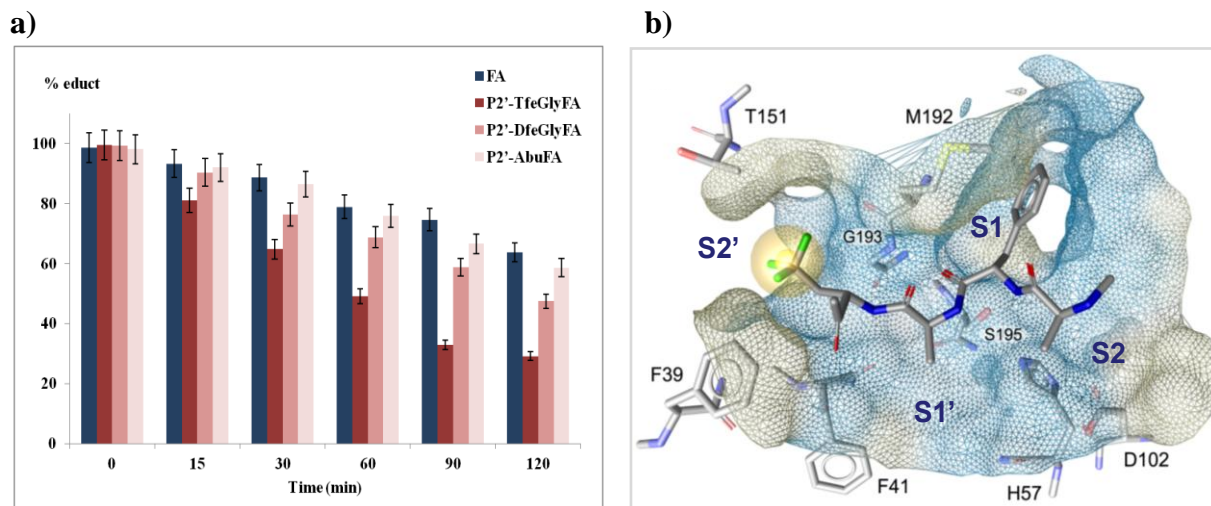 a)
% educt
FA
P2'-TfeGlyFA
P2'-DfeGlyFA
P2'-AbuFA
100
80
60
40
20
0
0 15 30 60 90 120
Time (min)
b)
T151
M192
S2'
G193
S1
S195
S2
F39
S1'
F41
H57
D102